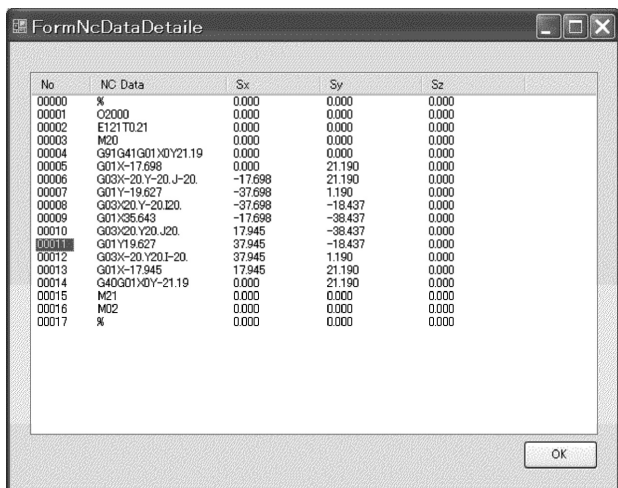 FormNcDataDetaile
No NC Data Sx Sy Sz
00000 % 0.000 0.000 0.000
00001 O2000 0.000 0.000 0.000
00002 E121T0.21 0.000 0.000 0.000
00003 M20 0.000 0.000 0.000
00004 G91G41G01X0Y21.19 0.000 0.000 0.000
00005 G01X-17.698 0.000 21.190 0.000
00006 G03X-20.Y-20.J-20. -17.698 21.190 0.000
00007 G01Y-19.627 -37.698 1.190 0.000
00008 G03X20.Y-20.I20. -37.698 -18.437 0.000
00009 G01X35.643 -17.698 -38.437 0.000
00010 G03X20.Y20.J20. 17.945 -38.437 0.000
00011 G01Y19.627 37.945 -18.437 0.000
00012 G03X-20.Y20.I-20. 37.945 1.190 0.000
00013 G01X-17.945 17.945 21.190 0.000
00014 G40G01X0Y-21.19 0.000 21.190 0.000
00015 M21 0.000 0.000 0.000
00016 M02 0.000 0.000 0.000
00017 % 0.000 0.000 0.000
OK